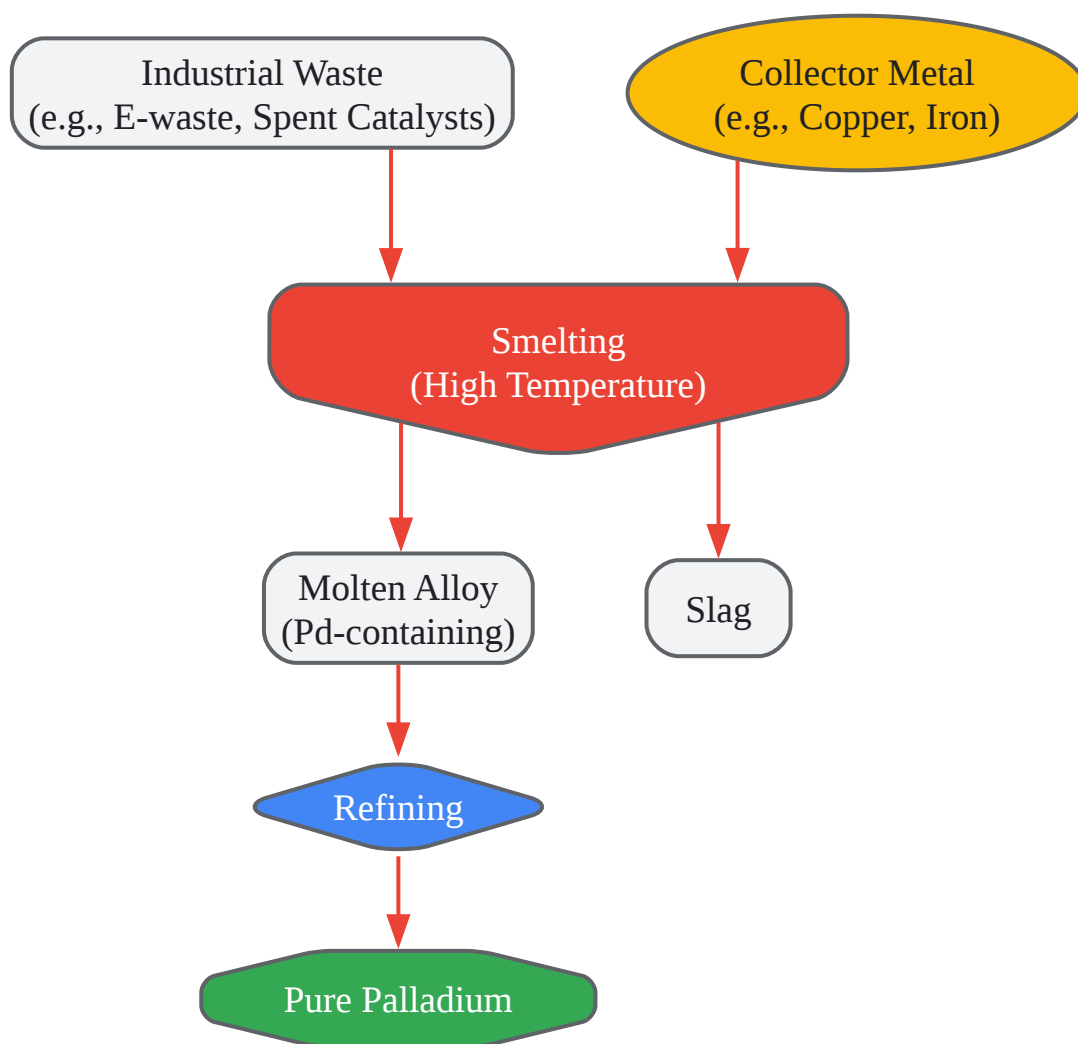 Industrial Waste
(e.g., E-waste, Spent Catalysts)
Collector Metal
(e.g., Copper, Iron)
Smelting
(High Temperature)
Molten Alloy
(Pd-containing)
Slag
Refining
Pure Palladium